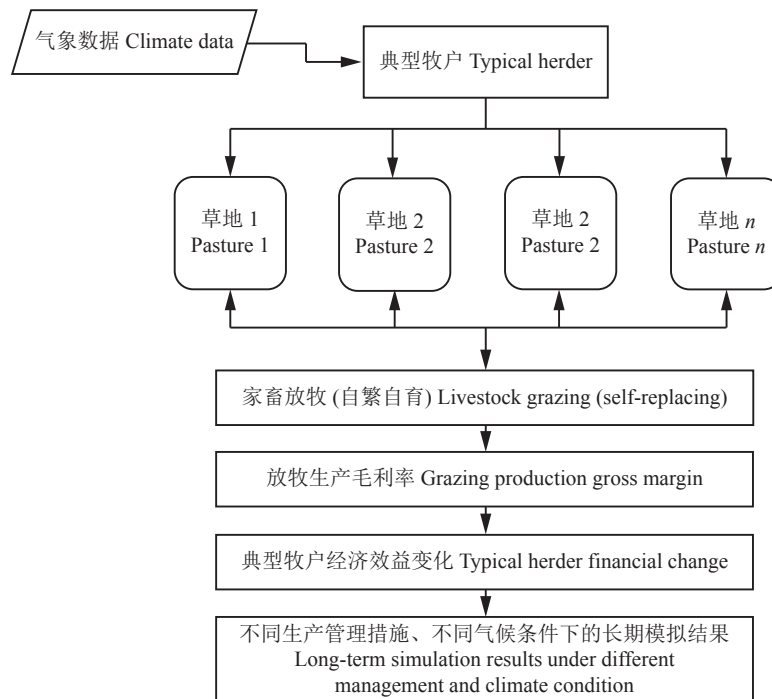 气象数据 Climate data
典型牧户 Typical herder
草地 1
Pasture 1
草地 2
Pasture 2
草地 2
Pasture 2
草地 n
Pasture n
家畜放牧 (自繁自育) Livestock grazing (self-replacing)
放牧生产毛利率 Grazing production gross margin
典型牧户经济效益变化 Typical herder financial change
不同生产管理措施、不同气候条件下的长期模拟结果
Long-term simulation results under different
management and climate condition